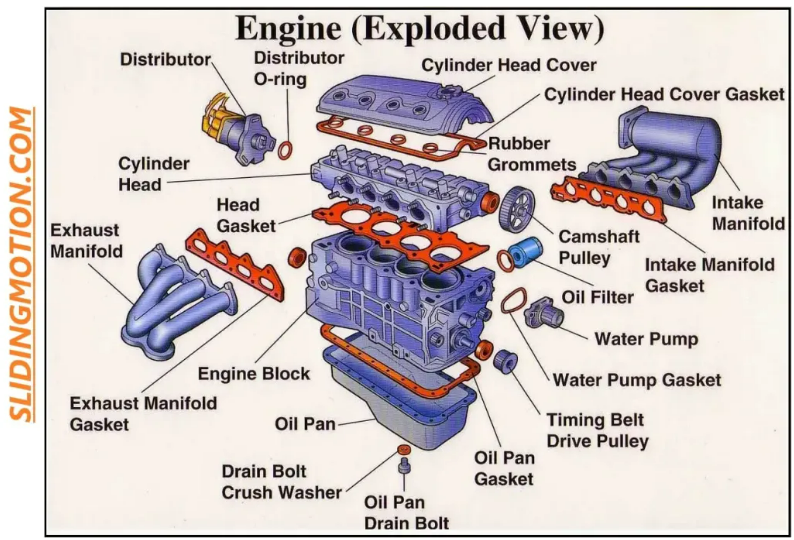 Engine (Exploded View)
Distributor
Distributor
O-ring
Cylinder Head Cover
Cylinder Head Cover Gasket
Rubber
Grommets
Cylinder
Head
Intake
Manifold
Head
Gasket
Exhaust
Manifold
Camshaft
Pulley
Intake Manifold
Gasket
Oil Filter
Water Pump
Engine Block
Water Pump Gasket
Exhaust Manifold
Gasket
Oil Pan
Timing Belt
Drive Pulley
Oil Pan
Gasket
Drain Bolt
Crush Washer
Oil Pan
Drain Bolt
SLIDINGMOTION.COM